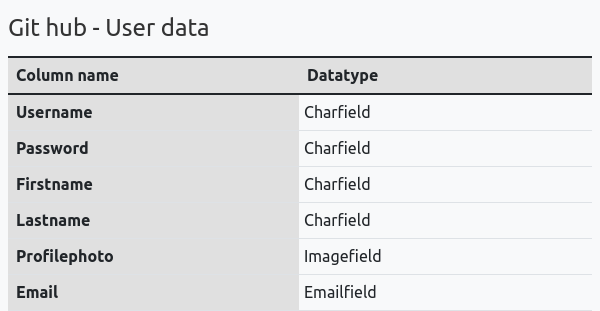 Git hub - User data
Column name Datatype
Username Charfield
Password Charfield
Firstname Charfield
Lastname Charfield
Profilephoto Imagefield
Email Emailfield